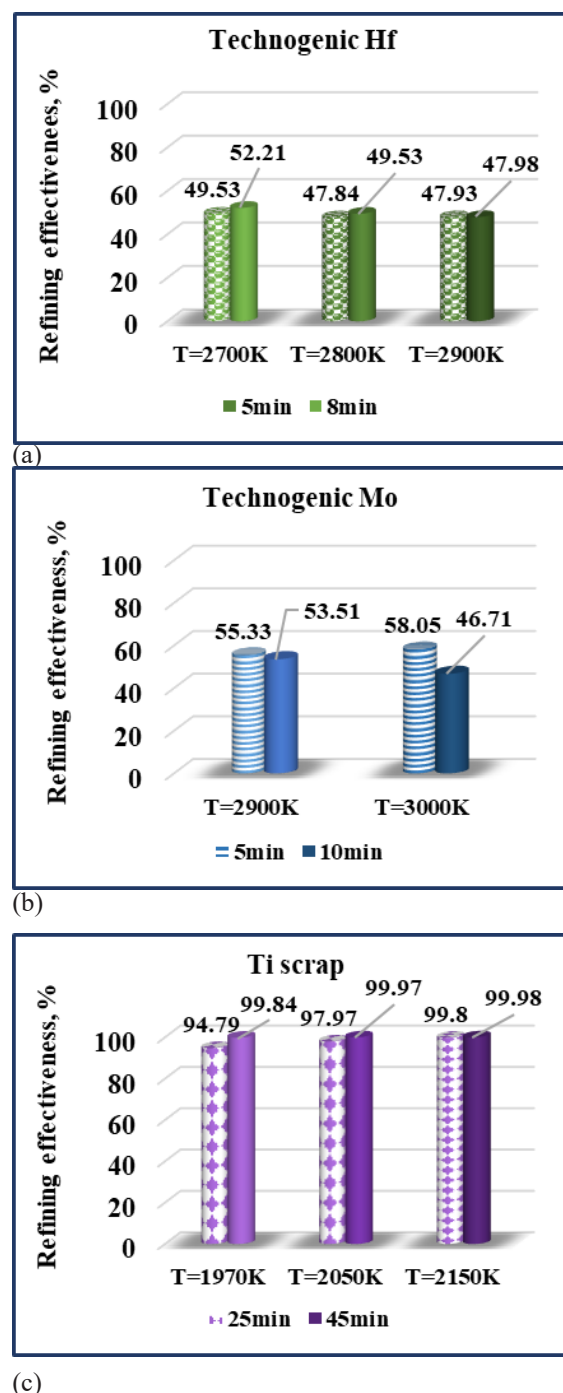 Technogenic Hf
Refining effiectivenees, %
100
80
60
40
20
0
49.53
52.21
47.84
49.53
47.93
47.98
T=2700K T=2800K T=2900K
5min 8min
(a)
Technogenic Mo
Refining effectiveness, %
100
80
60
40
20
0
55.33
53.51
58.05
46.71
T=2900K T=3000K
5min 10min
(b)
Ti scrap
Refining effectiveness, %
100
80
60
40
20
0
94.79
99.84
97.97
99.97
99.8
99.98
T=1970K T=2050K T=2150K
25min 45min
(c)